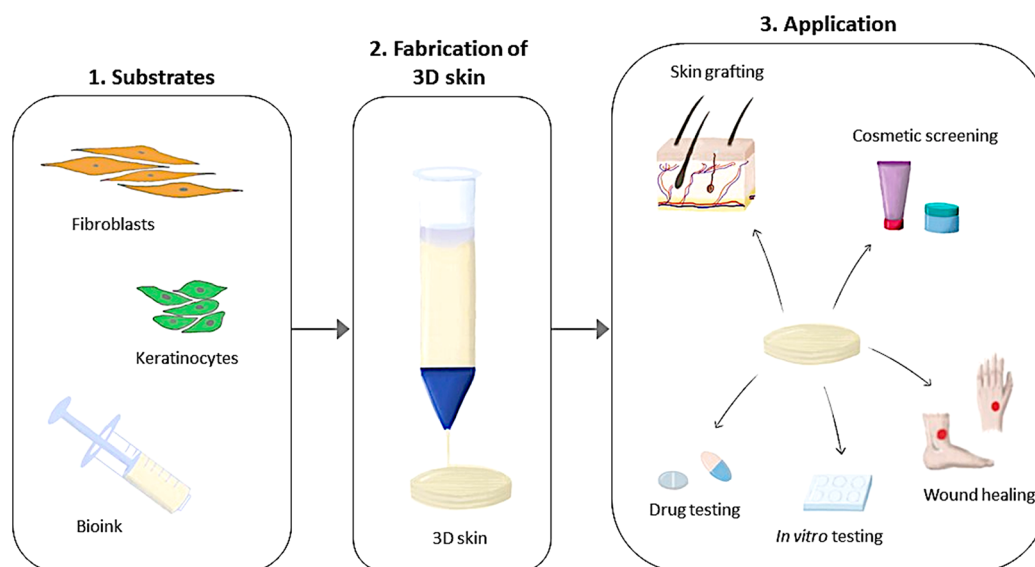 1. Substrates
Fibroblasts
Keratinocytes
Bioink
2. Fabrication of
3D skin
3D skin
3. Application
Skin grafting
Cosmetic screening
Wound healing
In vitro testing
Drug testing